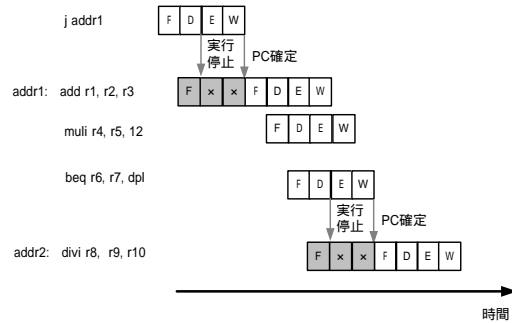 j addr1 F D E W
実行
停止
PC確定
addr1: add r1, r2, r3 F × × F D E W
muli r4, r5, 12 F D E W
beq r6, r7, dpl F D E W
実行
停止
PC確定
addr2: divi r8, r9, r10 F × × F D E W
時間